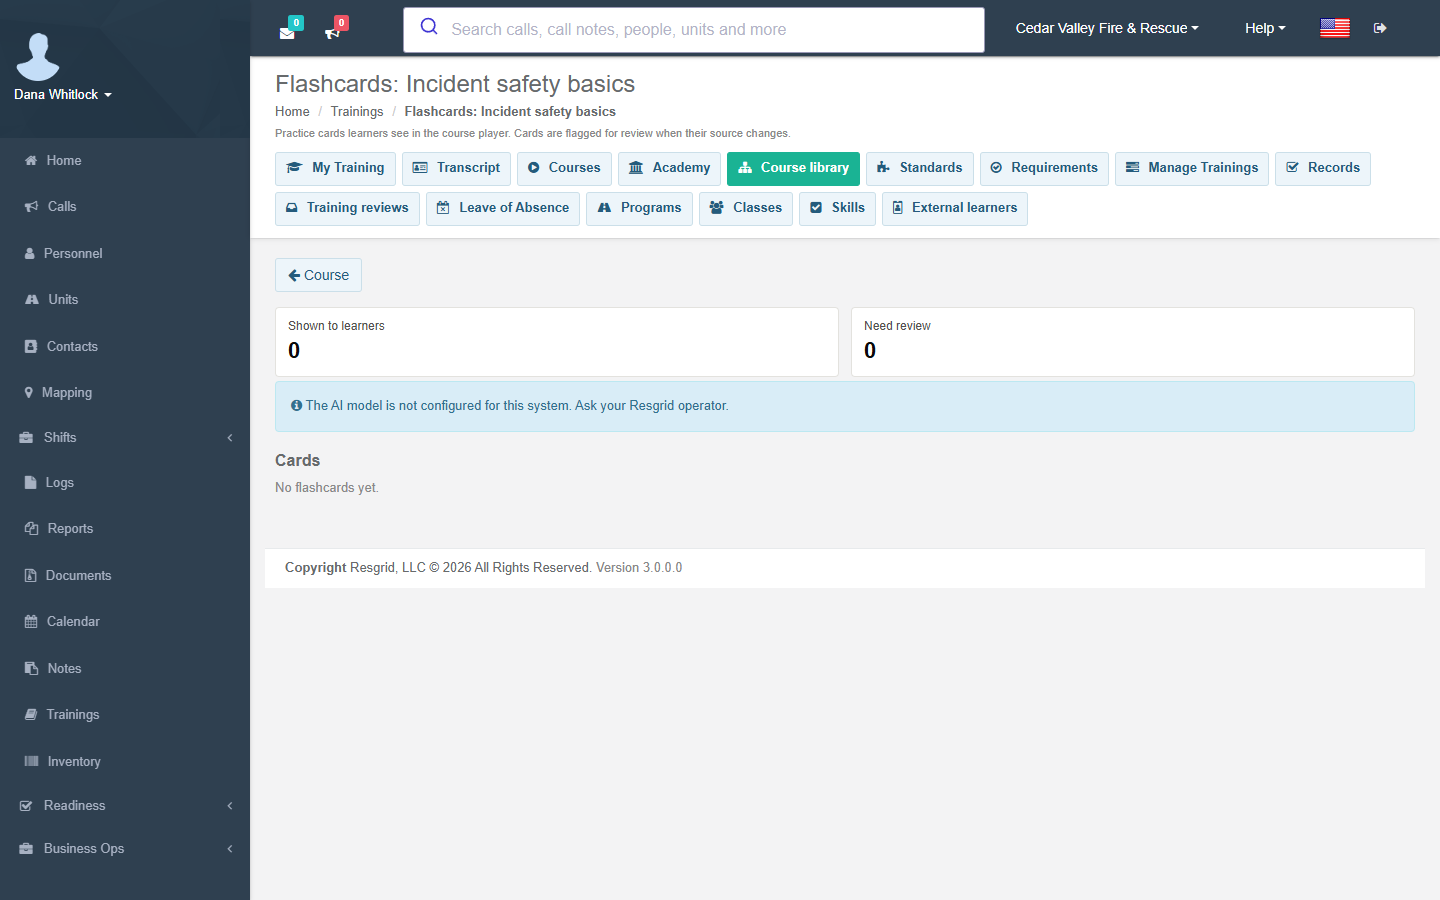 0
0
Search calls, call notes, people, units and more
Cedar Valley Fire & Rescue
Help
Dana Whitlock
Home
Calls
Personnel
Units
Contacts
Mapping
Shifts
Logs
Reports
Documents
Calendar
Notes
Trainings
Inventory
Readiness
Business Ops
Flashcards: Incident safety basics
Home / Trainings / Flashcards: Incident safety basics
Practice cards learners see in the course player. Cards are flagged for review when their source changes.
My Training Transcript Courses Academy Course library Standards Requirements Manage Trainings Records
Training reviews Leave of Absence Programs Classes Skills External learners
Course
Shown to learners
0
Need review
0
The AI model is not configured for this system. Ask your Resgrid operator.
Cards
No flashcards yet.
Copyright Resgrid, LLC © 2026 All Rights Reserved. Version 3.0.0.0